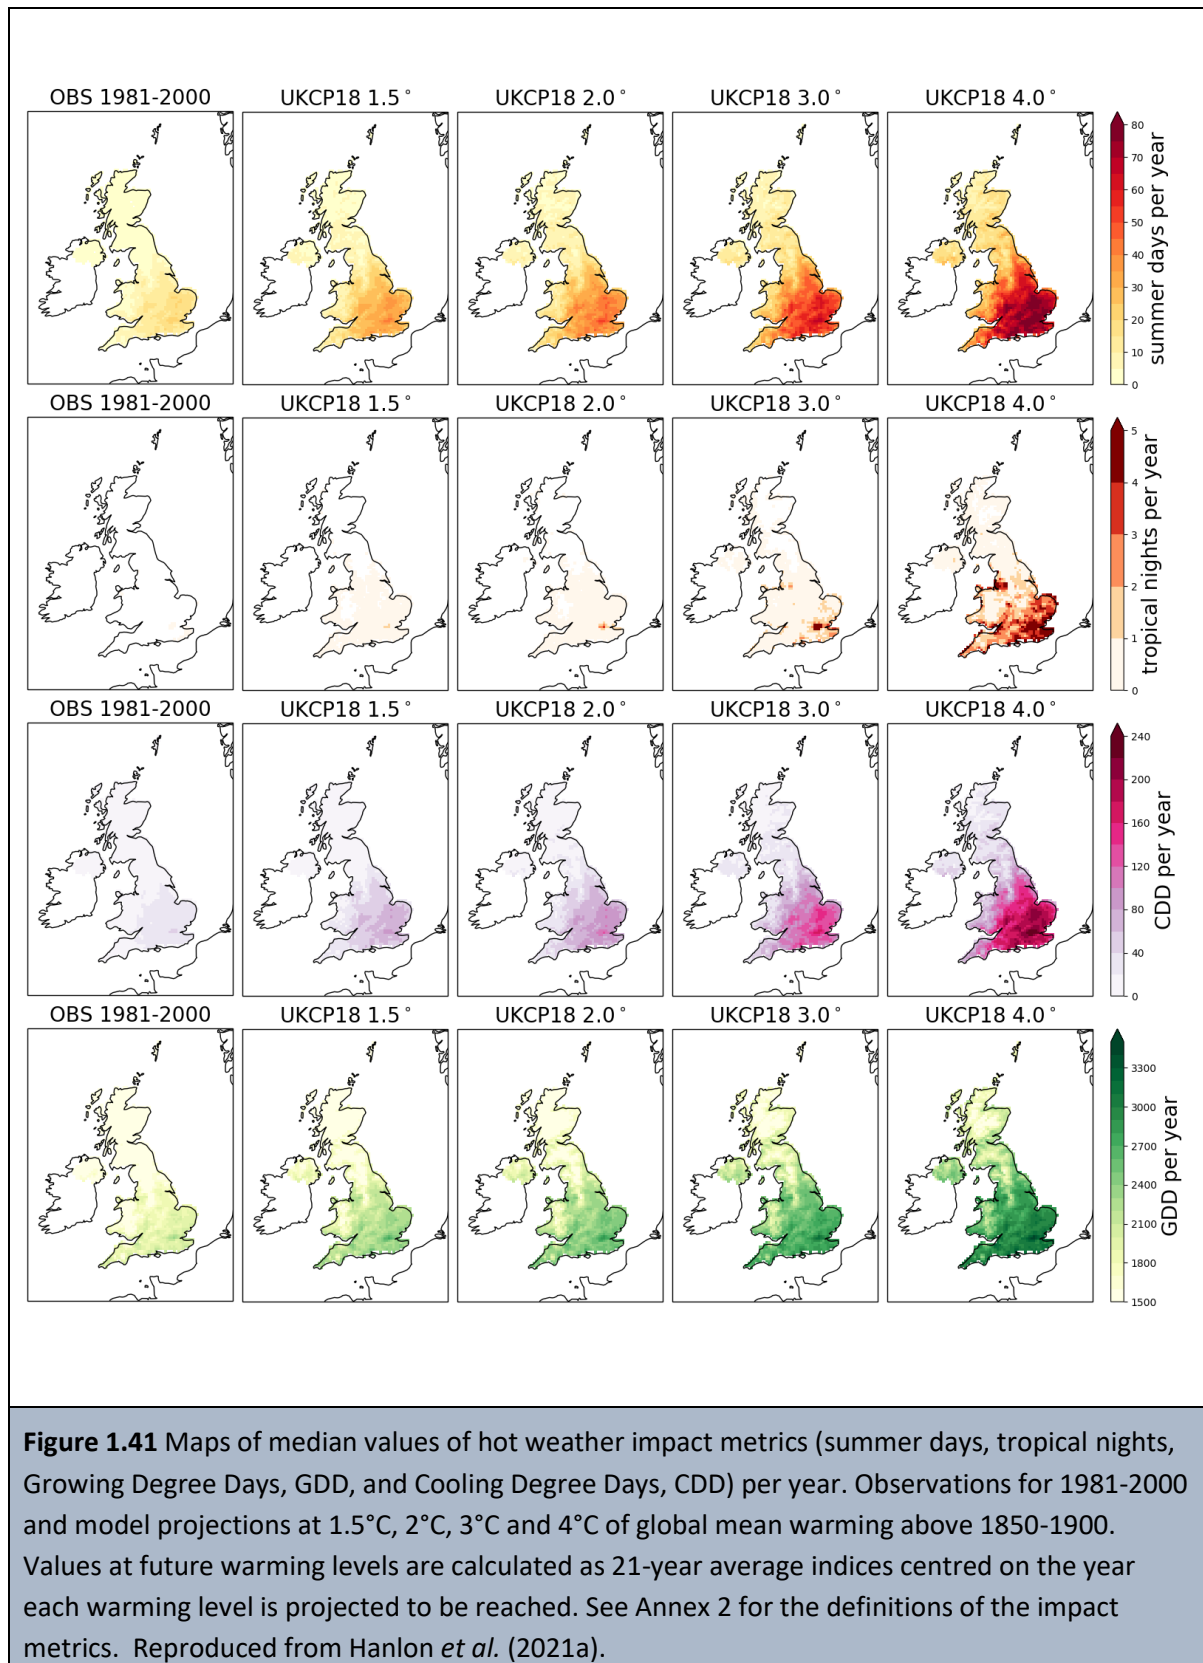 OBS 1981-2000 UKCP18 1.5° UKCP18 2.0° UKCP18 3.0° UKCP18 4.0°
80
70
60
50
40
30
20
10
0
summer days per year
OBS 1981-2000 UKCP18 1.5° UKCP18 2.0° UKCP18 3.0° UKCP18 4.0°
5
4
3
2
1
0
tropical nights per year
OBS 1981-2000 UKCP18 1.5° UKCP18 2.0° UKCP18 3.0° UKCP18 4.0°
240
200
160
120
80
40
0
CDD per year
OBS 1981-2000 UKCP18 1.5° UKCP18 2.0° UKCP18 3.0° UKCP18 4.0°
3300
3000
2700
2400
2100
1800
1500
GDD per year
Figure 1.41 Maps of median values of hot weather impact metrics (summer days, tropical nights,
Growing Degree Days, GDD, and Cooling Degree Days, CDD) per year. Observations for 1981-2000
and model projections at 1.5°C, 2°C, 3°C and 4°C of global mean warming above 1850-1900.
Values at future warming levels are calculated as 21-year average indices centred on the year
each warming level is projected to be reached. See Annex 2 for the definitions of the impact
metrics. Reproduced from Hanlon et al. (2021a).